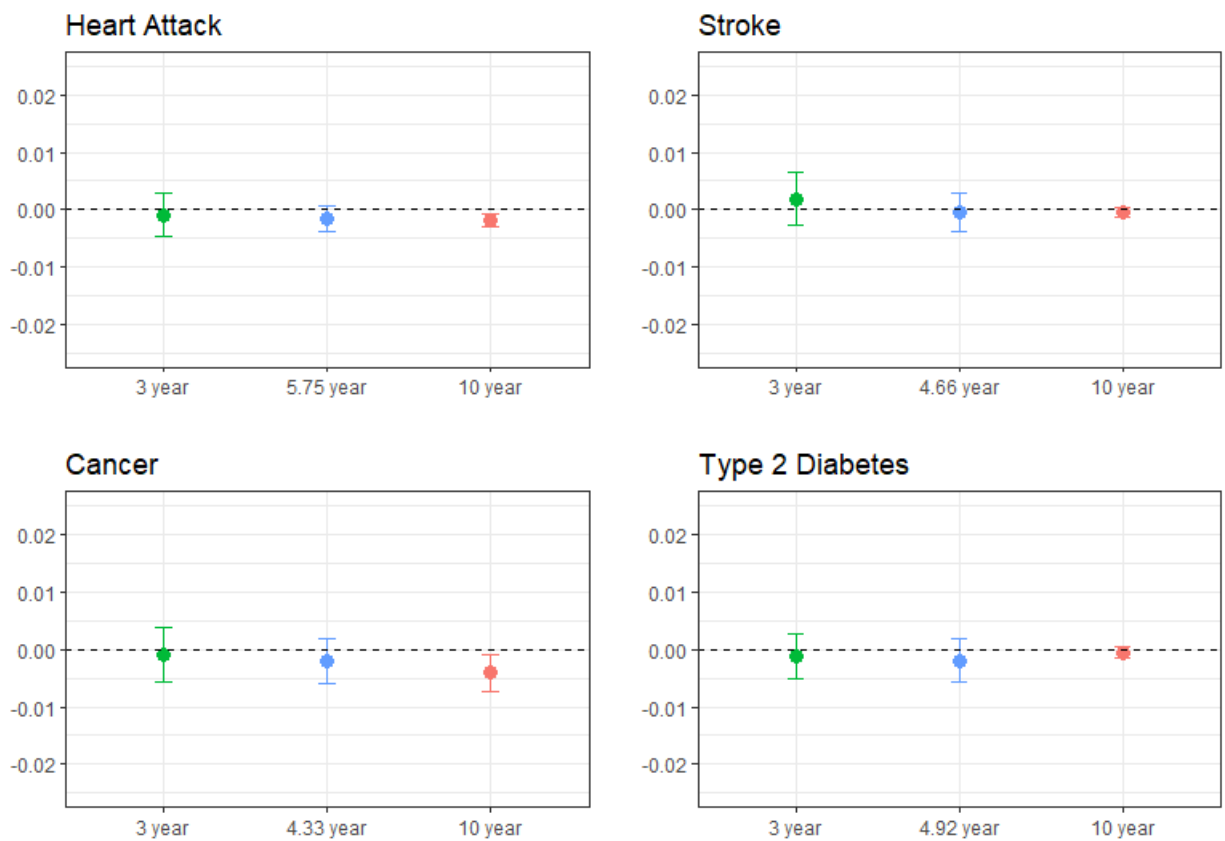 Heart Attack
0.02
0.01
0.00
-0.01
-0.02
3 year 5.75 year 10 year
Stroke
0.02
0.01
0.00
-0.01
-0.02
3 year 4.66 year 10 year
Cancer
0.02
0.01
0.00
-0.01
-0.02
3 year 4.33 year 10 year
Type 2 Diabetes
0.02
0.01
0.00
-0.01
-0.02
3 year 4.92 year 10 year